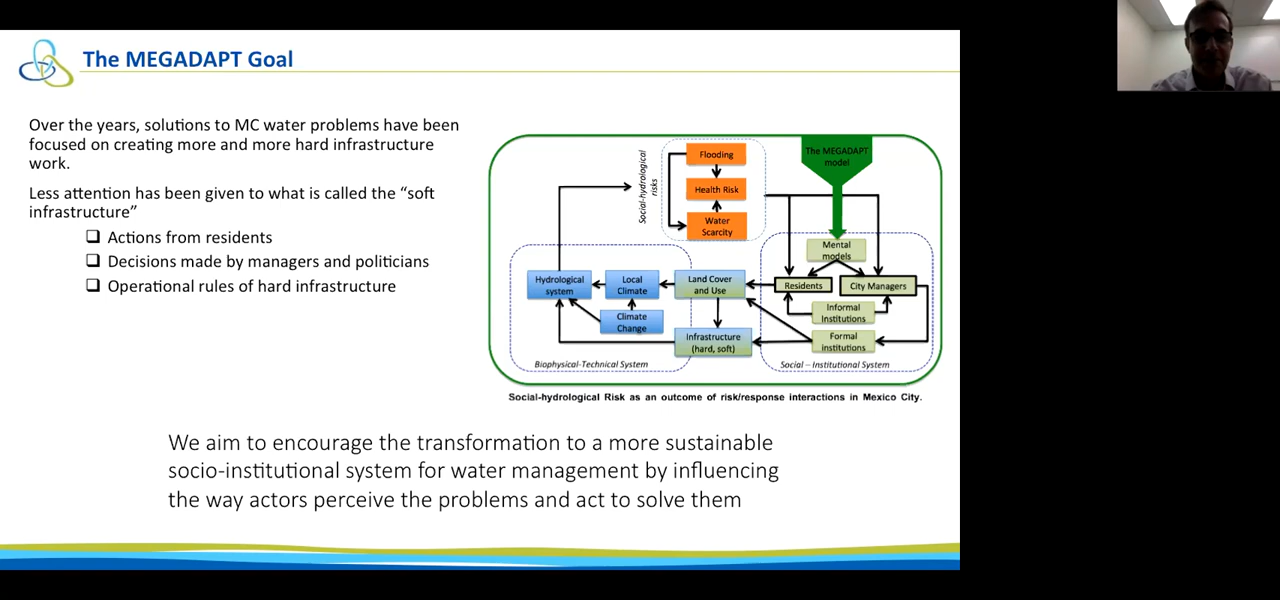 The MEGADAPT Goal
Over the years, solutions to MC water problems have been
focused on creating more and more hard infrastructure
work.
Less attention has been given to what is called the “soft
infrastructure”
Actions from residents
Decisions made by managers and politicians
Operational rules of hard infrastructure
The MEGADAPT
model
Social-hydrological
risks
Flooding
Health Risk
Water
Scarcity
Mental
models
Hydrological
system
Local
Climate
Land Cover
and Use
Residents
City Managers
Climate
Change
Informal
Institutions
Infrastructure
(hard, soft)
Formal
institutions
Biophysical-Technical System
Social – Institutional System
Social-hydrological Risk as an outcome of risk/response interactions in Mexico City.
We aim to encourage the transformation to a more sustainable
socio-institutional system for water management by influencing
the way actors perceive the problems and act to solve them